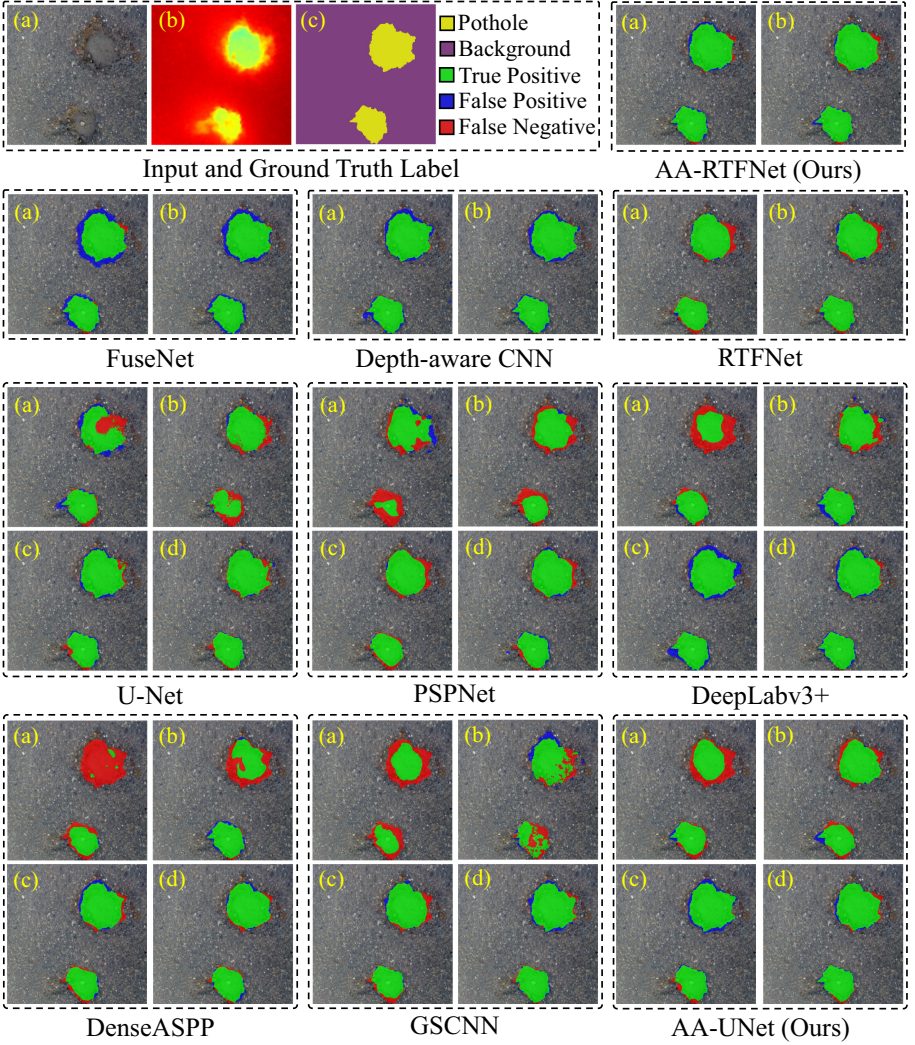 (a) (b) (c) Pothole
Background
True Positive
False Positive
False Negative
(a) (b)
Input and Ground Truth Label
AA-RTFNet (Ours)
(a) (b) (a) (b) (a) (b)
FuseNet Depth-aware CNN RTFNet
(a) (b) (a) (b) (a) (b)
(c) (d) (c) (d) (c) (d)
U-Net PSPNet DeepLabv3+
(a) (b) (a) (b) (a) (b)
(c) (d) (c) (d) (c) (d)
DenseASPP GSCNN AA-UNet (Ours)